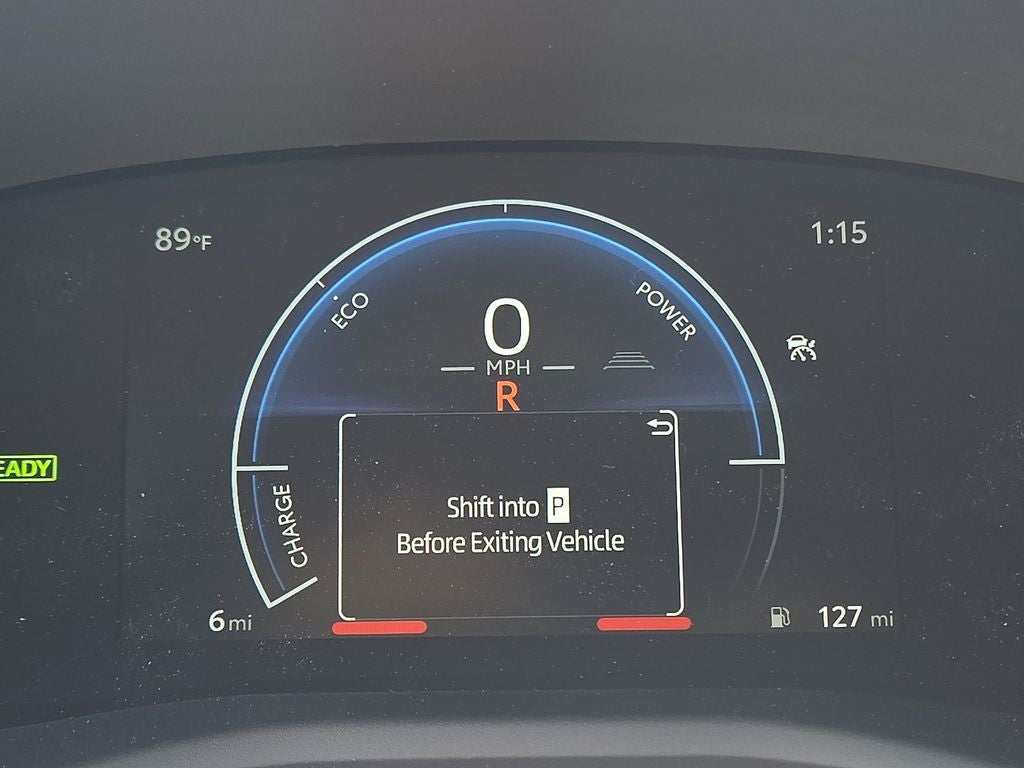 89°F
1:15
ECO
POWER
0
MPH
R
EADY
CHARGE
Shift into P
Before Exiting Vehicle
6 mi
127 mi